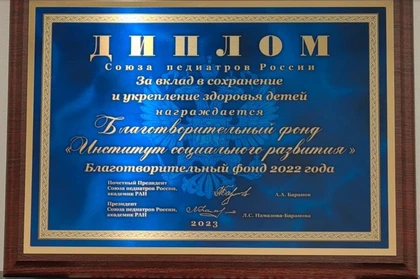 ДИПЛОМ
Союза педиатров России
За вклад в сохранение
и укрепление здоровья детей
награждается
Благотворительный фонд
«Институт социального развития»
Благотворительный фонд 2022 года
Почетный Президент
Союза педиатров России,
академик РАН
А.А. Баранов
Президент
Союза педиатров России,
академик РАН
Л.С. Намазова-Баранова
2023